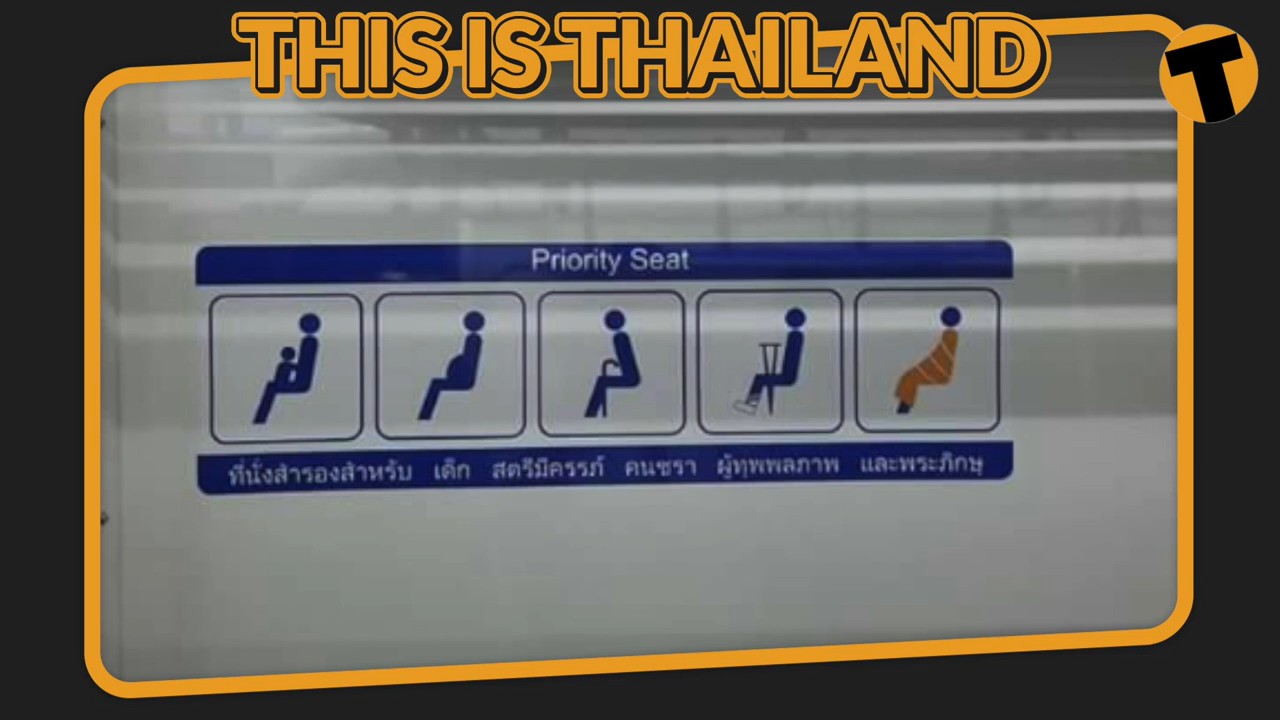 THIS IS THAILAND
T
Priority Seat
ที่นั่งสำรองสำหรับ เด็ก สตรีมีครรภ์ คนชรา ผู้ทุพพลภาพ และพระภิกษุ